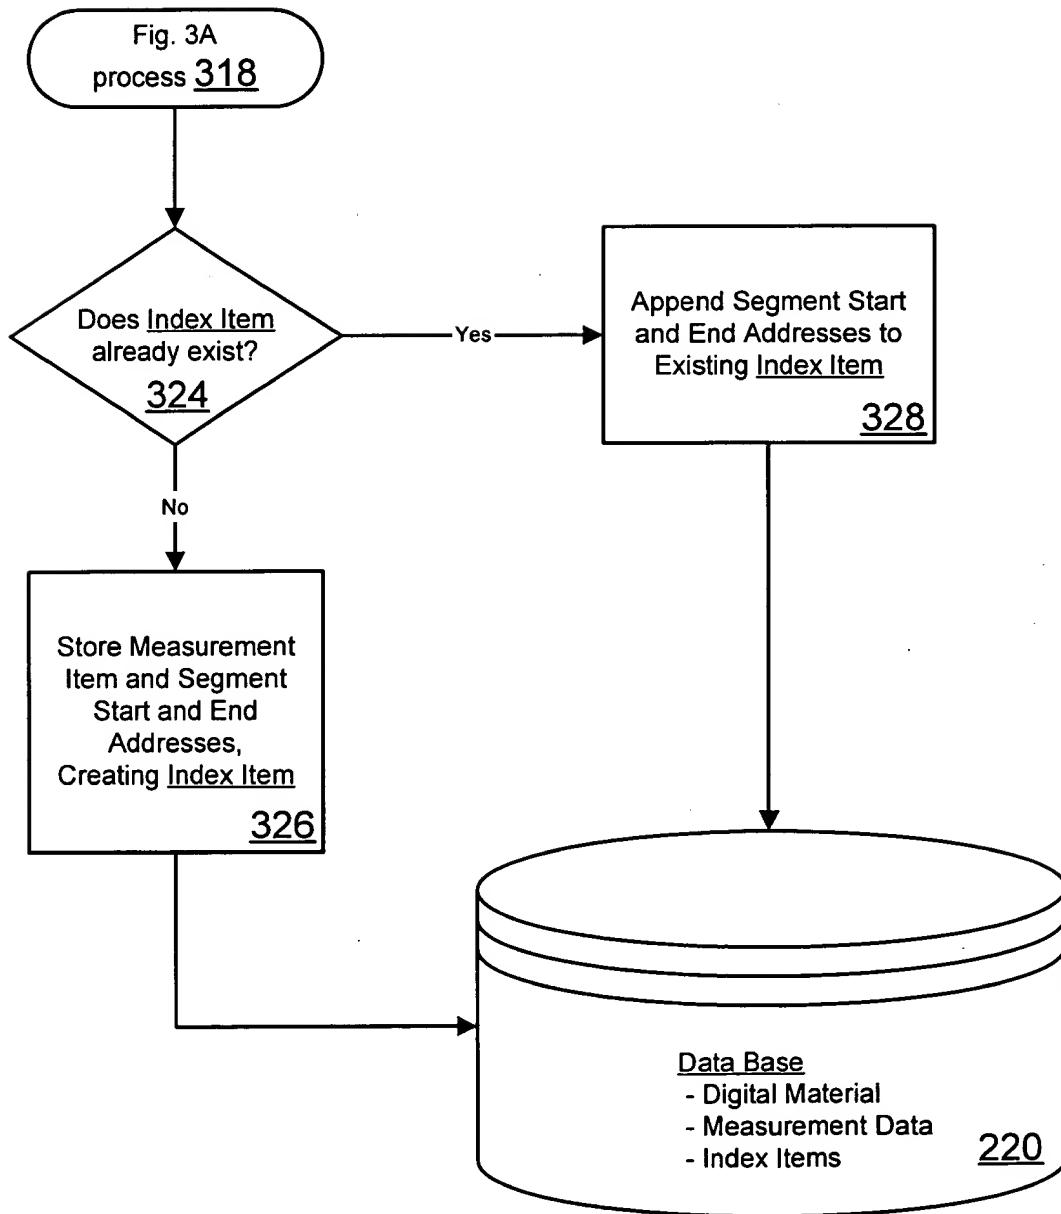 Fig. 3A
process 318
Does Index Item
already exist?
324
Yes
Append Segment Start
and End Addresses to
Existing Index Item
328
No
Store Measurement
Item and Segment
Start and End
Addresses,
Creating Index Item
326
Data Base
- Digital Material
- Measurement Data
- Index Items
220